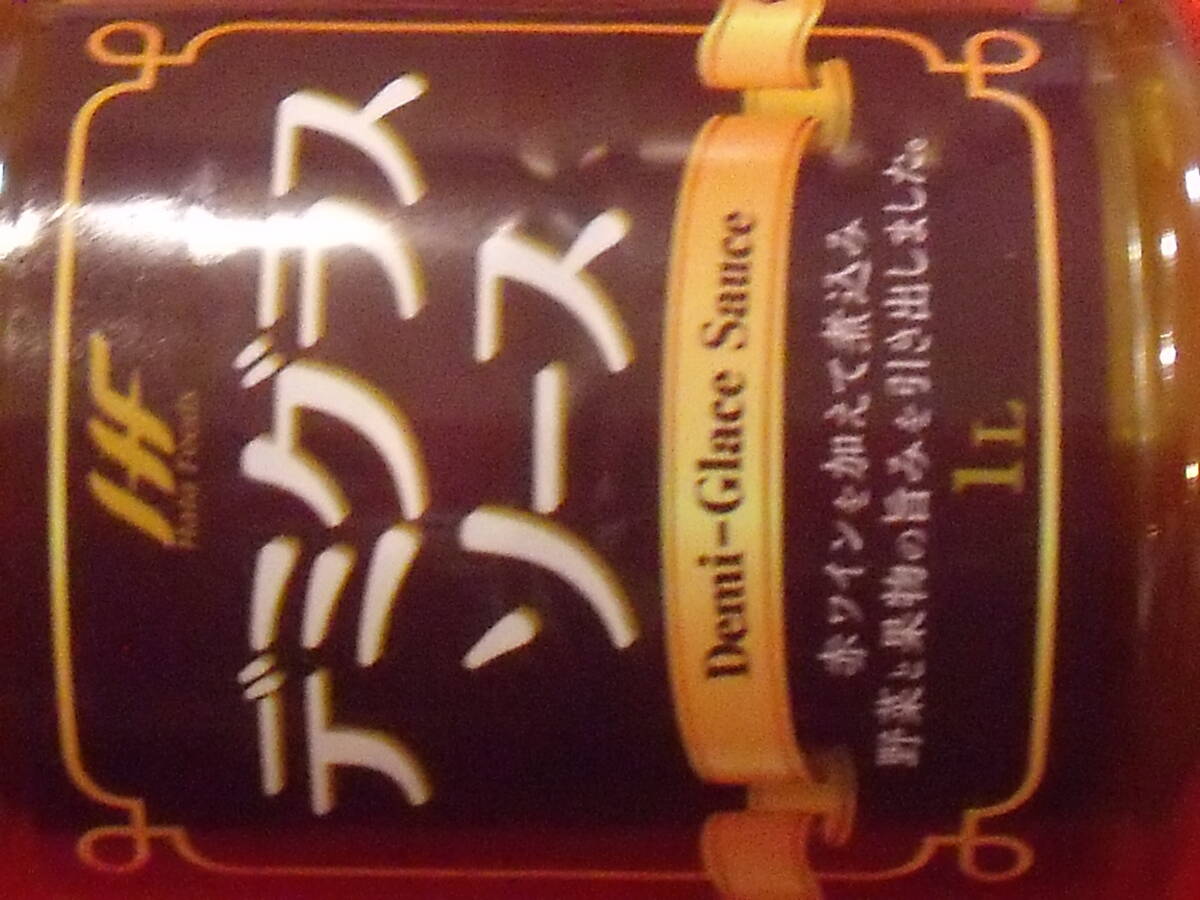 HF
デミグラス
ソース
Demi-Glace Sauce
赤ワインを加えて煮込み
野菜と果物の旨みを引き出しました。
1L